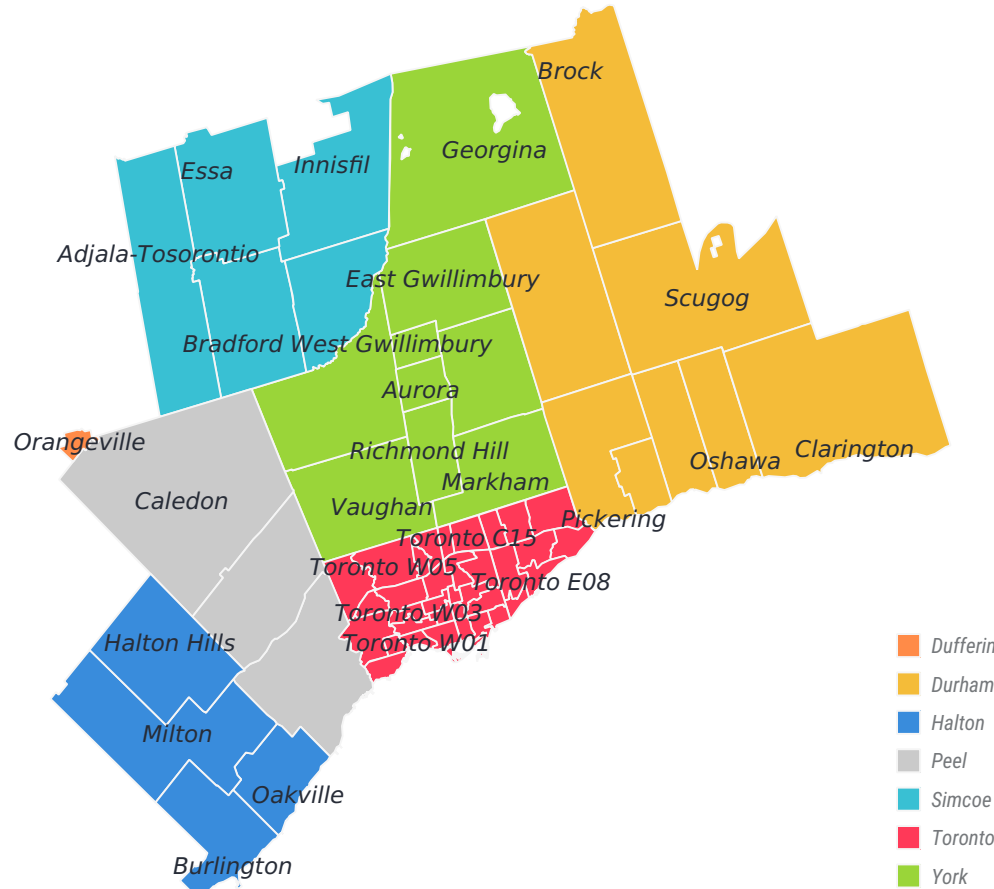 Brock
Georgina
Innisfil
Essa
Adjala-Tosorontio
East Gwillimbury
Scugog
Bradford West Gwillimbury
Aurora
Orangeville
Richmond Hill
Clarington
Oshawa
Markham
Caledon
Vaughan
Pickering
Toronto C15
Toronto W05
Toronto E08
Toronto W03
Halton Hills
Toronto W01
Milton
Oakville
Burlington
Dufferin
Durham
Halton
Peel
Simcoe
Toronto
York